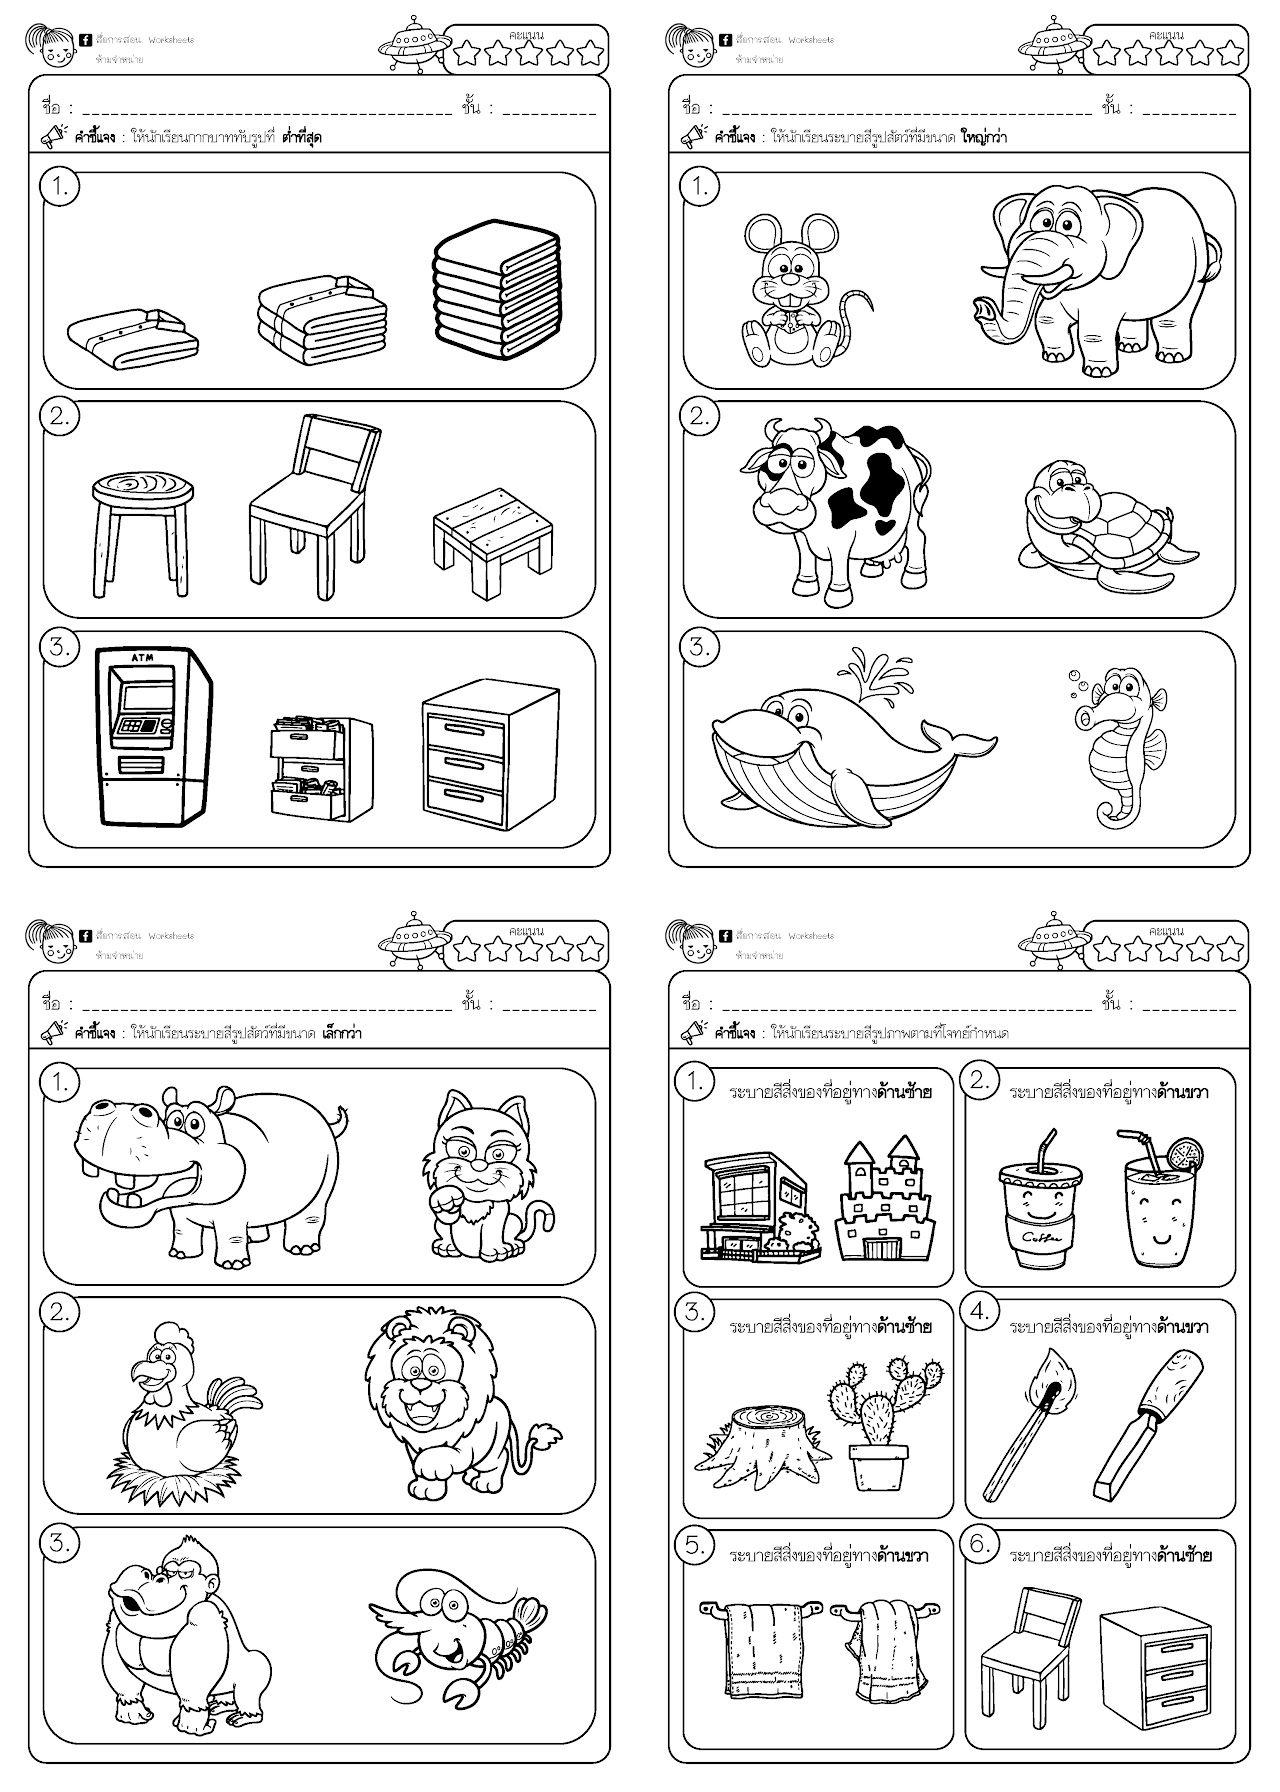 สื่อการสอน Worksheets
ห้ามจำหน่าย
คะแนน
ชื่อ : ชั้น :
คำชี้แจง : ให้นักเรียนกากบาททับรูปที่ ต่ำที่สุด
1.
2.
3.
ATM
สื่อการสอน Worksheets
ห้ามจำหน่าย
คะแนน
ชื่อ : ชั้น :
คำชี้แจง : ให้นักเรียนระบายสีรูปสัตว์ที่มีขนาด ใหญ่กว่า
1.
2.
3.
สื่อการสอน Worksheets
ห้ามจำหน่าย
คะแนน
ชื่อ : ชั้น :
คำชี้แจง : ให้นักเรียนระบายสีรูปสัตว์ที่มีขนาด เล็กกว่า
1.
2.
3.
สื่อการสอน Worksheets
ห้ามจำหน่าย
คะแนน
ชื่อ : ชั้น :
คำชี้แจง : ให้นักเรียนระบายสีรูปภาพตามที่โจทย์กำหนด
1. ระบายสีสิ่งของที่อยู่ทางด้านซ้าย
2. ระบายสีสิ่งของที่อยู่ทางด้านขวา
Coffee
3. ระบายสีสิ่งของที่อยู่ทางด้านซ้าย
4. ระบายสีสิ่งของที่อยู่ทางด้านขวา
5. ระบายสีสิ่งของที่อยู่ทางด้านขวา
6. ระบายสีสิ่งของที่อยู่ทางด้านซ้าย